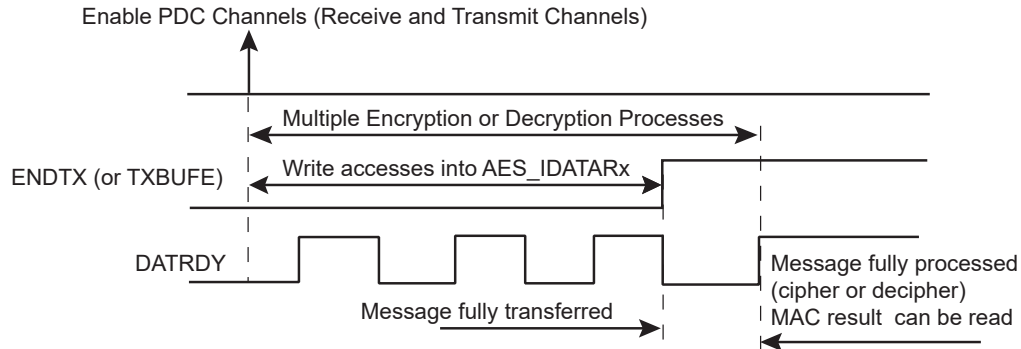 Enable PDC Channels (Receive and Transmit Channels)
Multiple Encryption or Decryption Processes
Write accesses into AES_IDATARx
ENDTX (or TXBUFE)
DATRDY
Message fully transferred
Message fully processed
(cipher or decipher)
MAC result can be read